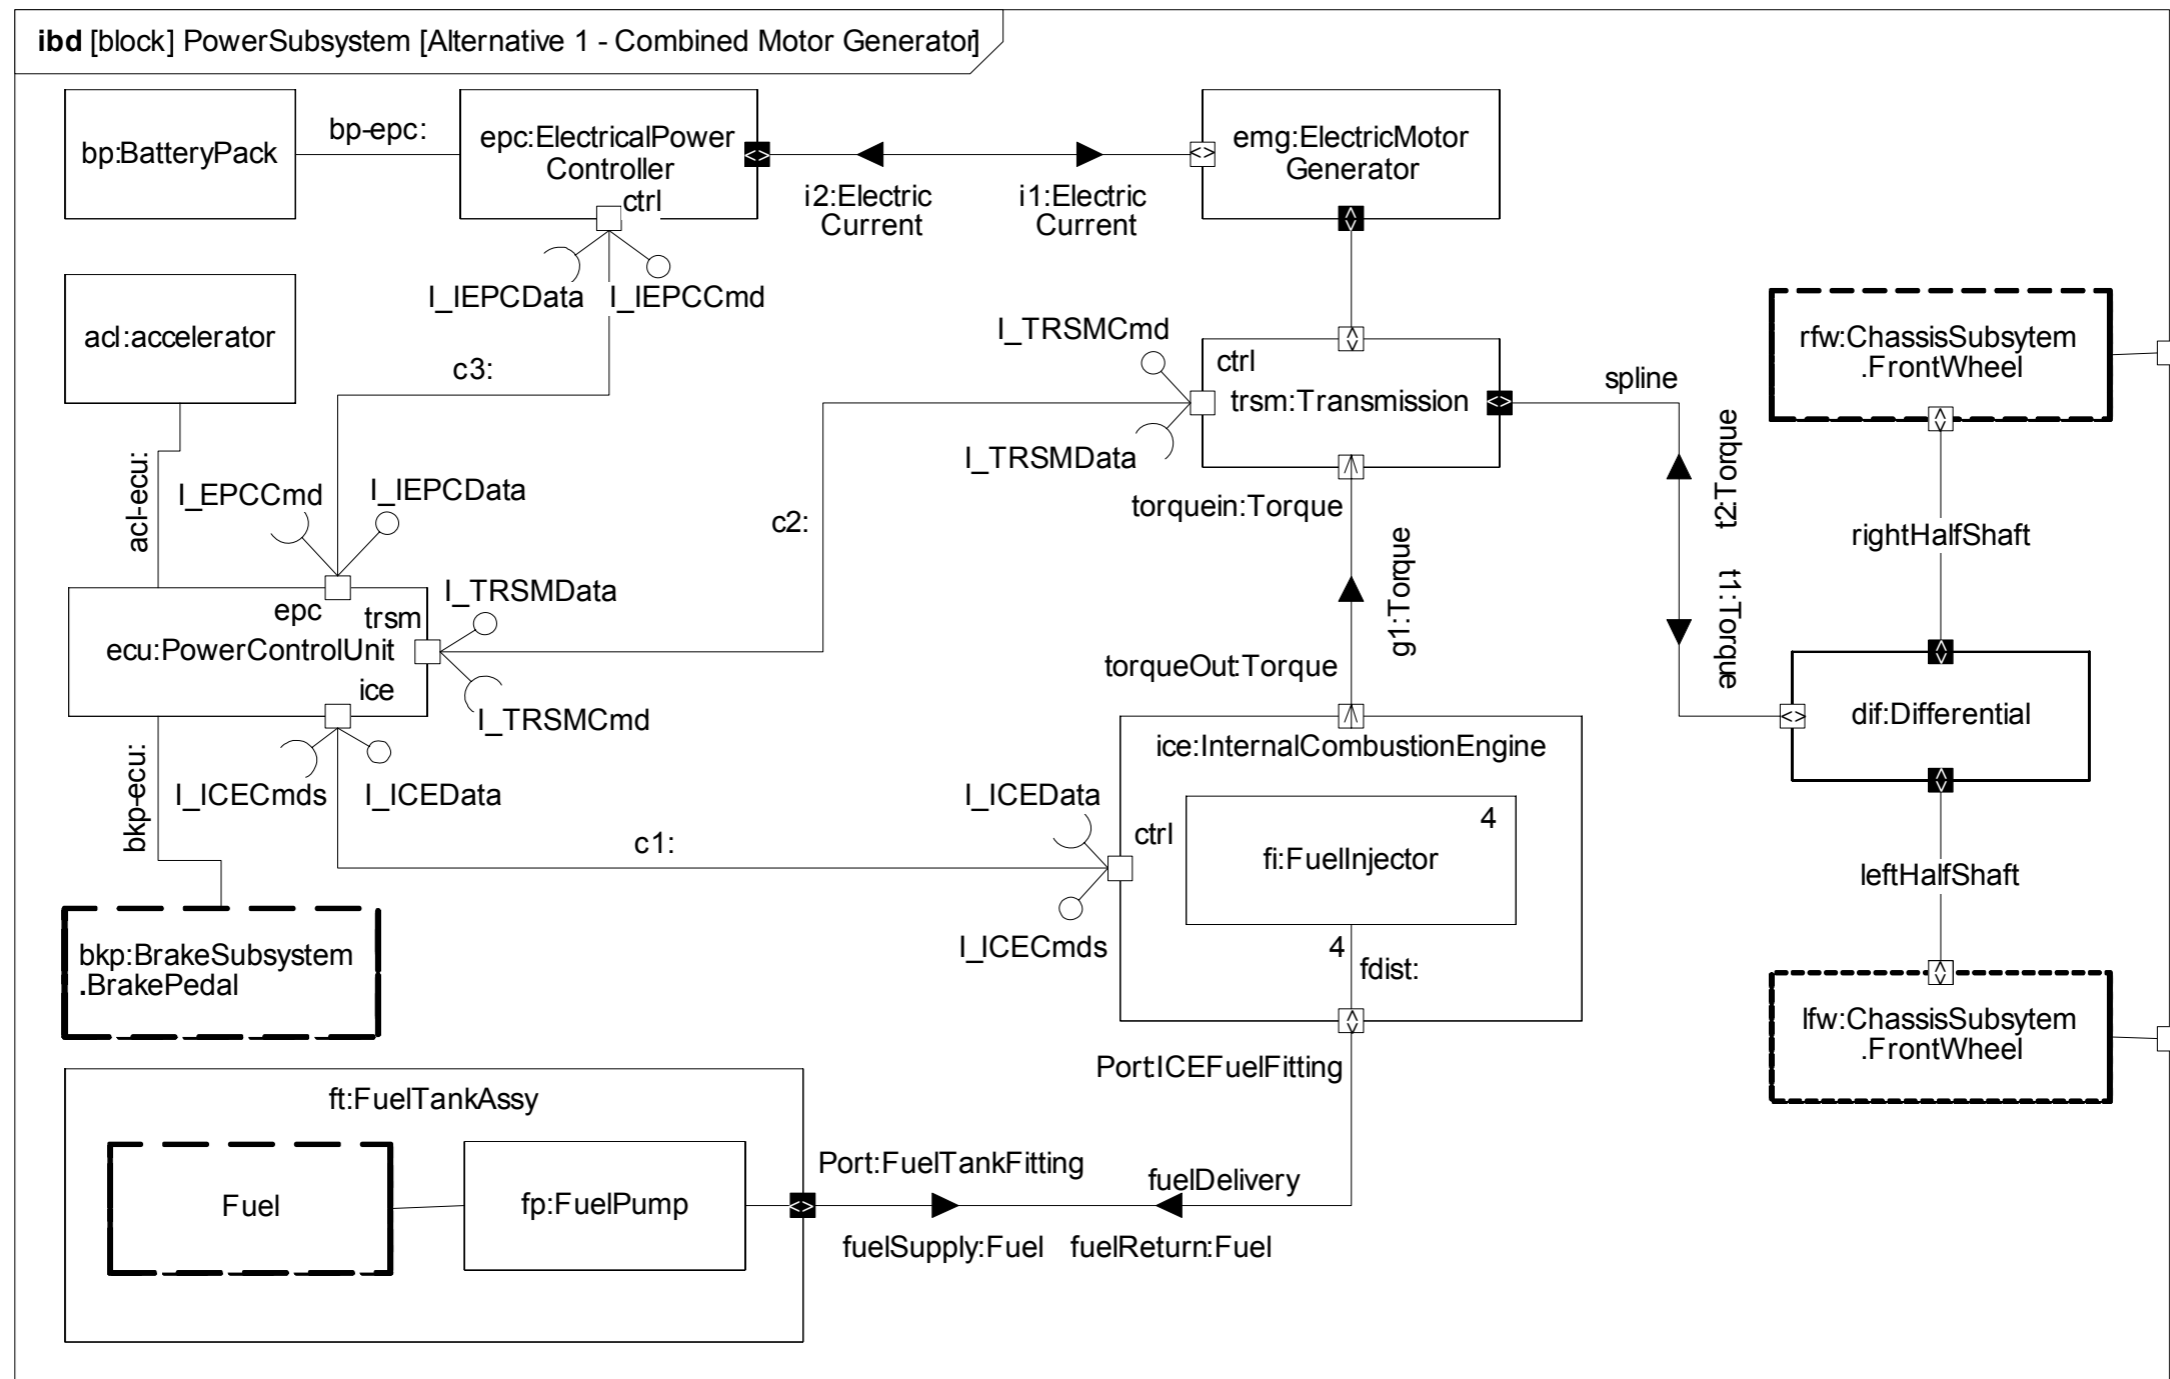 ibd [block] PowerSubsystem [Alternative 1 - Combined Motor Generator]
bp:BatteryPack
bp-epc:
epc:ElectricalPower
Controller
ctrl
i2:Electric
Current
i1:Electric
Current
emg:ElectricMotor
Generator
I_IEPCData
I_IEPCCmd
acl:accelerator
c3:
I_TRSMCmd
ctrl
trsm:Transmission
I_TRSMData
spline
t2:Torque
t1:Torque
rfw:ChassisSubsytem
.FrontWheel
rightHalfShaft
acl-ecu:
I_EPCCmd
I_IEPCData
c2:
torquein:Torque
g1:Torque
torqueOut:Torque
epc
trsm
I_TRSMData
ecu:PowerControlUnit
ice
I_TRSMCmd
dif:Differential
bkp-ecu:
I_ICECmds
I_ICEData
c1:
ice:InternalCombustionEngine
I_ICEData
ctrl
4
fi:FuelInjector
I_ICECmds
4
fdist:
leftHalfShaft
bkp:BrakeSubsystem
.BrakePedal
lfw:ChassisSubsytem
.FrontWheel
Port:ICEFuelFitting
ft:FuelTankAssy
Fuel
fp:FuelPump
Port:FuelTankFitting
fuelDelivery
fuelSupply:Fuel
fuelReturn:Fuel